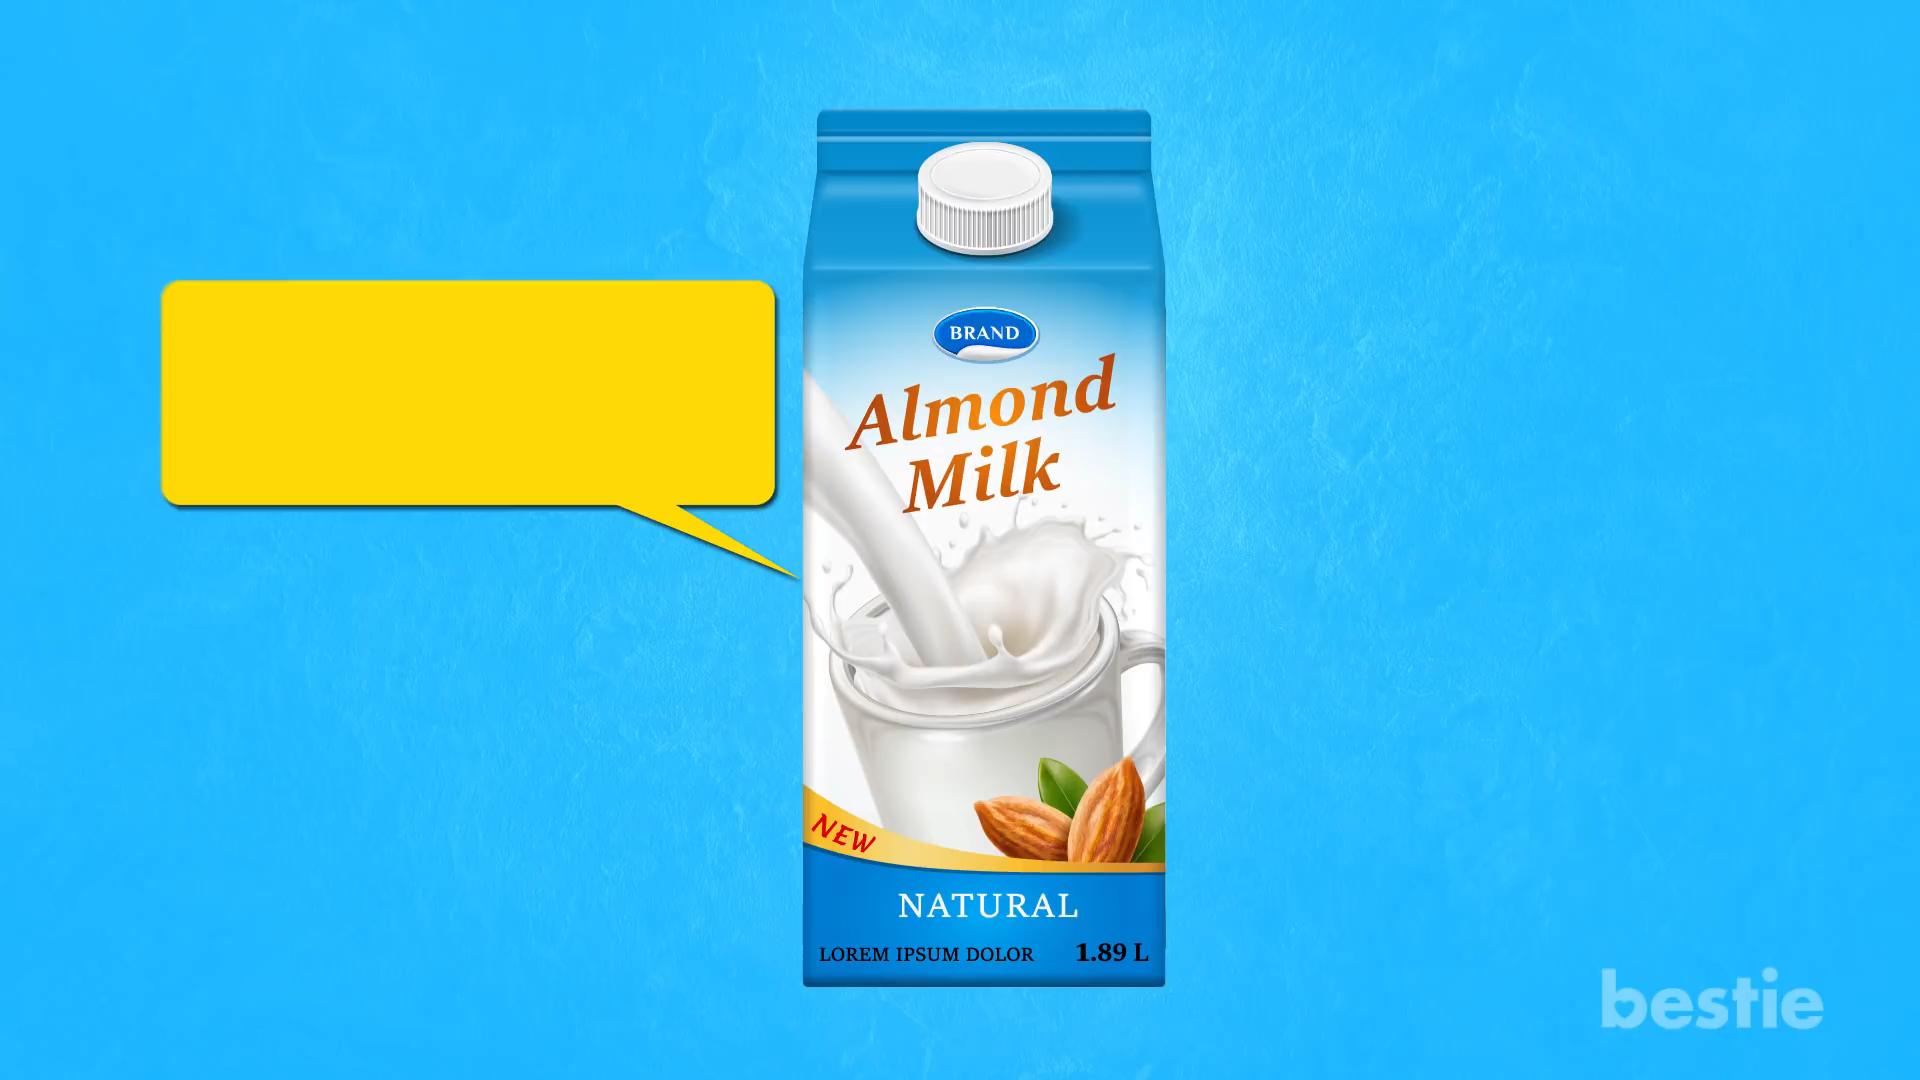 BRAND
Almond
Milk
NEW
NATURAL
LOREM IPSUM DOLOR 1.89 L
bestie